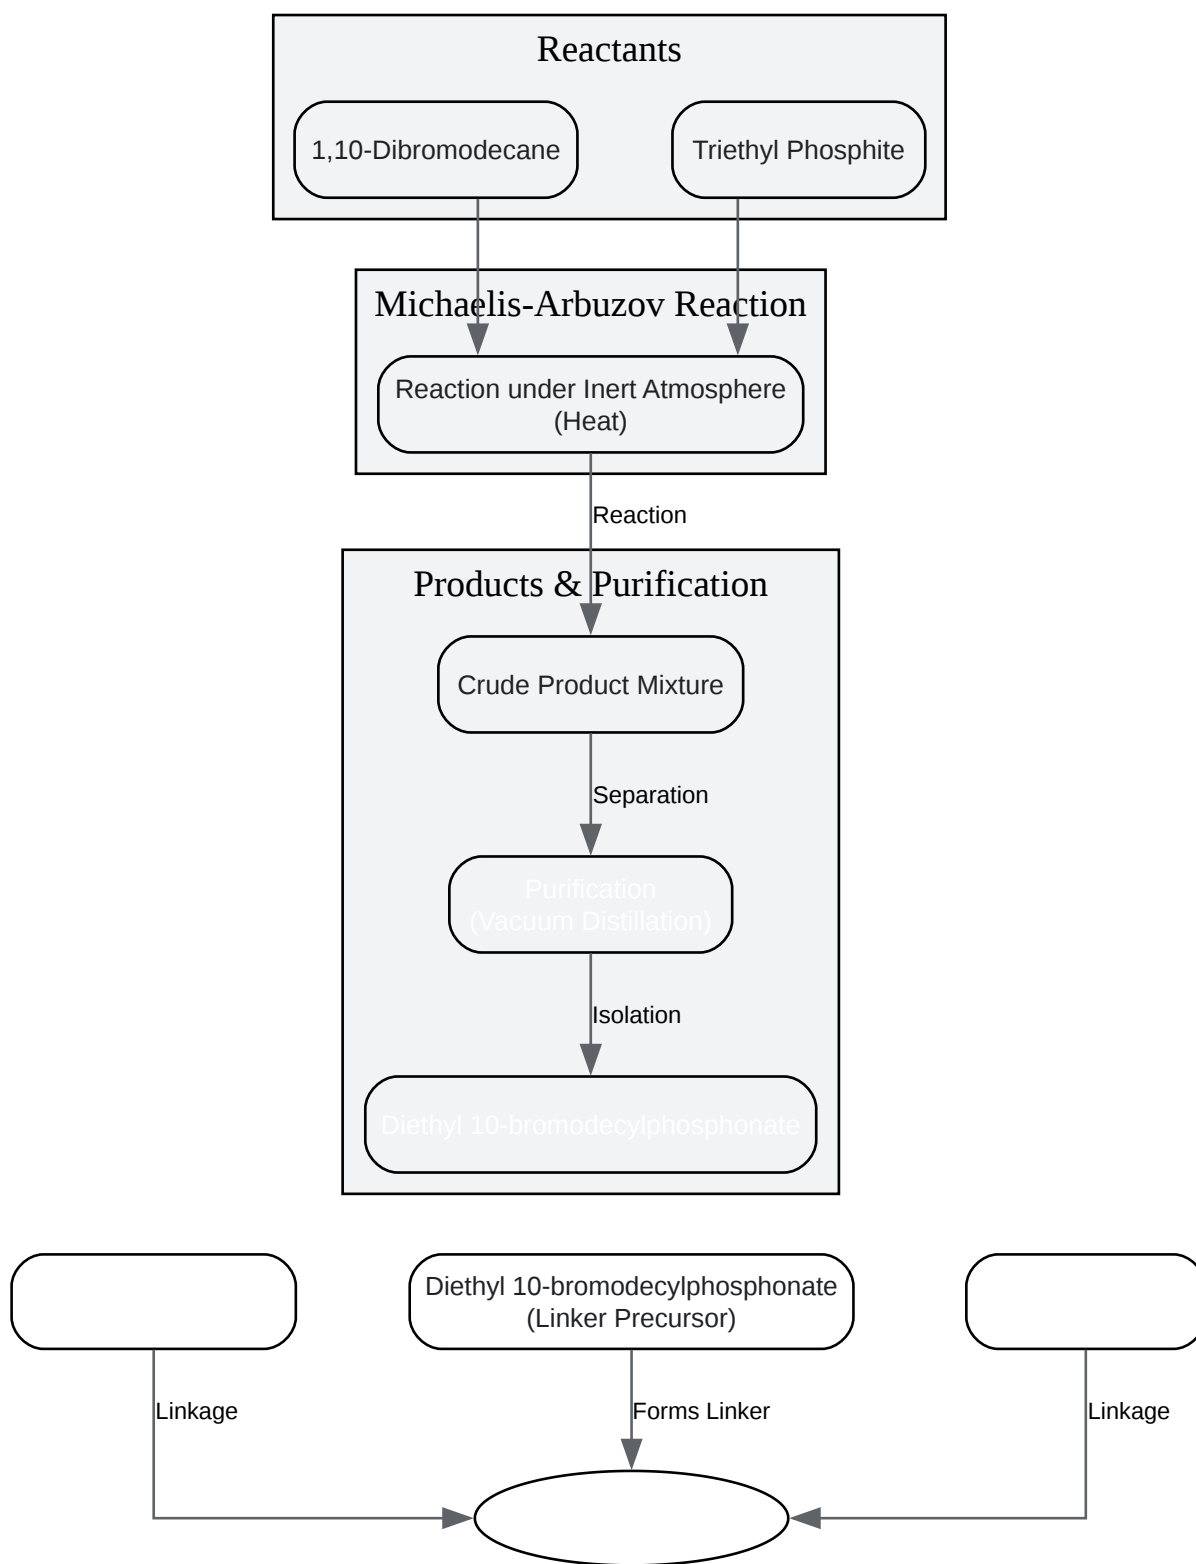 Reactants
1,10-Dibromodecane
Triethyl Phosphite
Michaelis-Arbuzov Reaction
Reaction under Inert Atmosphere
(Heat)
Reaction
Products & Purification
Crude Product Mixture
Separation
Purification
(Vacuum Distillation)
Isolation
Diethyl 10-bromodecylphosphonate
Diethyl 10-bromodecylphosphonate
(Linker Precursor)
Linkage
Forms Linker
Linkage